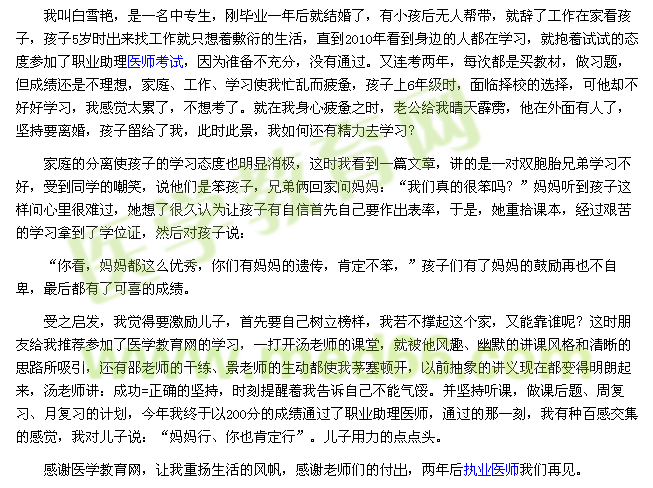 我叫白雪艳，是一名中专生，刚毕业一年后就结婚了，有小孩后无人帮带，就辞了工作在家看孩
子，孩子5岁时出来找工作就只想着敷衍的生活，直到2010年看到身边的人都在学习，就抱着试试的态
度参加了职业助理医师考试，因为准备不充分，没有通过。又连考两年，每次都是买教材，做习题，
但成绩还是不理想，家庭、工作、学习使我忙乱而疲惫，孩子上6年级时，面临择校的选择，可他却不
好好学习，我感觉太累了，不想考了。就在我身心疲惫之时，老公给我晴天霹雳，他在外面有人了，
坚持要离婚，孩子留给了我，此时此景，我如何还有精力去学习？
家庭的分离使孩子的学习态度也明显消极，这时我看到一篇文章，讲的是一对双胞胎兄弟学习不
好，受到同学的嘲笑，说他们是笨孩子，兄弟俩回家问妈妈：“我们真的很笨吗？”妈妈听到孩子这
样问心里很难过，她想了很久认为让孩子有自信首先自己要作出表率，于是，她重拾课本，经过艰苦
的学习拿到了学位证，然后对孩子说：
“你看，妈妈都这么优秀，你们有妈妈的遗传，肯定不笨，”孩子们有了妈妈的鼓励再也不自
卑，最后都有了可喜的成绩。
受之启发，我觉得要激励儿子，首先要自己树立榜样，我若不撑起这个家，又能靠谁呢？这时朋
友给我推荐参加了医学教育网的学习，一打开汤老师的课堂，就被他风趣、幽默的讲课风格和清晰的
思路所吸引，还有邵老师的干练、景老师的生动都使我茅塞顿开，以前抽象的讲义现在都变得明朗起
来，汤老师讲：成功=正确的坚持，时刻提醒着我告诉自己不能气馁。并坚持听课，做课后题、周复
习、月复习的计划，今年我终于以200分的成绩通过了职业助理医师，通过的那一刻，我有种百感交集
的感觉，我对儿子说：“妈妈行、你也肯定行”。儿子用力的点点头。
感谢医学教育网，让我重扬生活的风帆，感谢老师们的付出，两年后执业医师我们再见。
医学教育网
www.med66.com